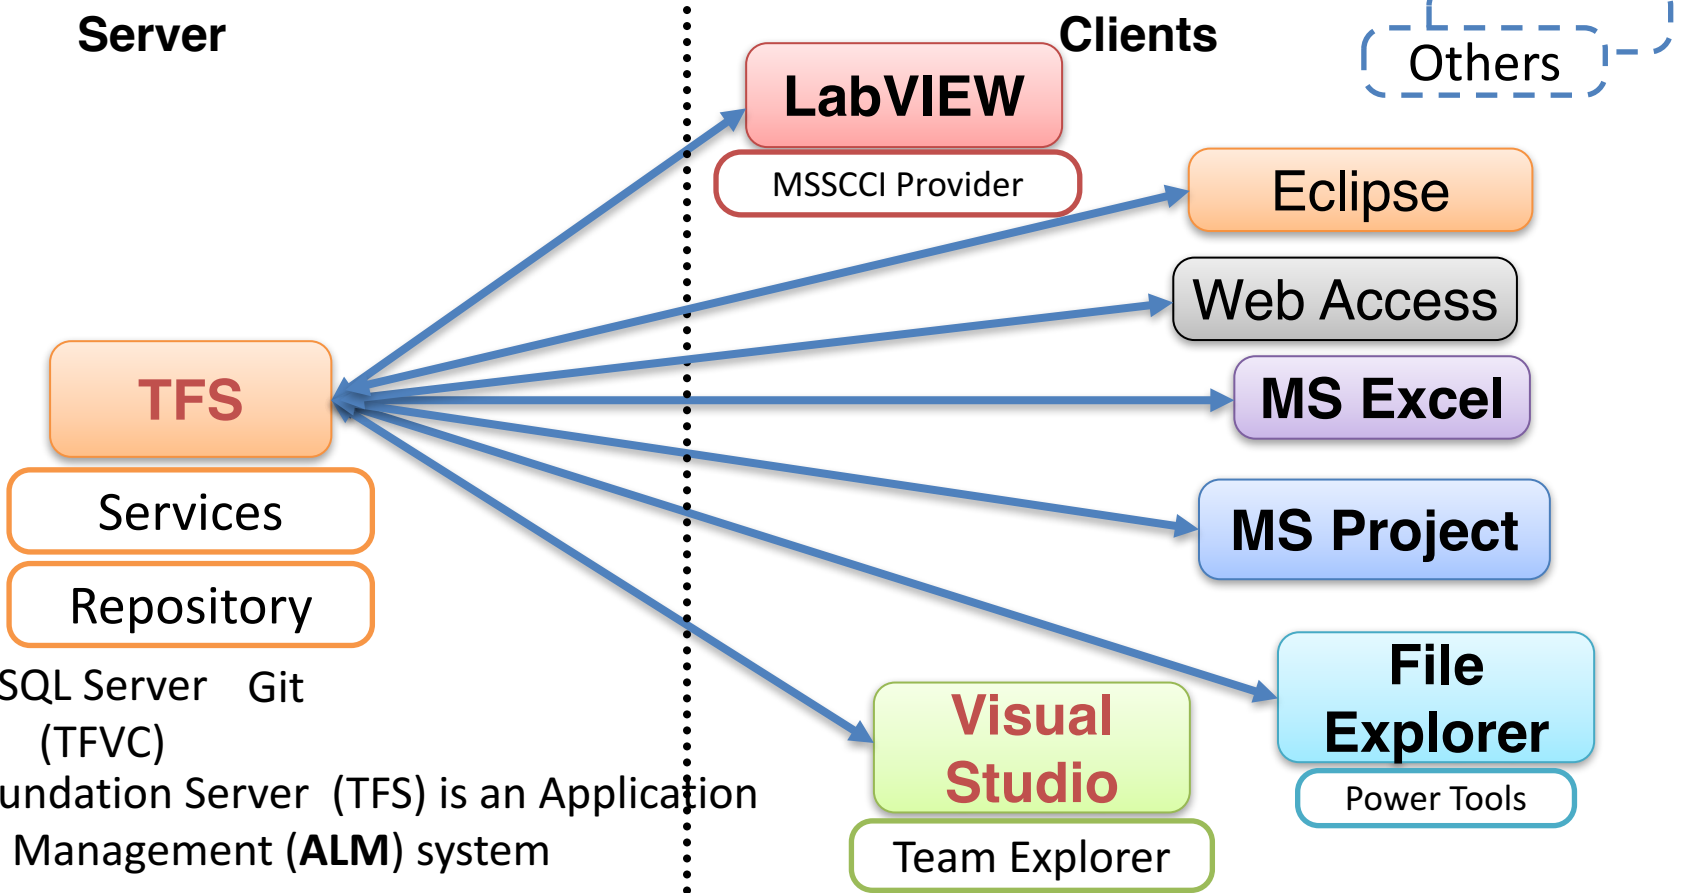 Server
Clients
Others
LabVIEW
MSSCCI Provider
Eclipse
Web Access
MS Excel
TFS
Services
Repository
SQL Server Git
(TFVC)
MS Project
File
Explorer
Power Tools
Visual
Studio
Team Explorer
undation Server (TFS) is an Application
Management (ALM) system